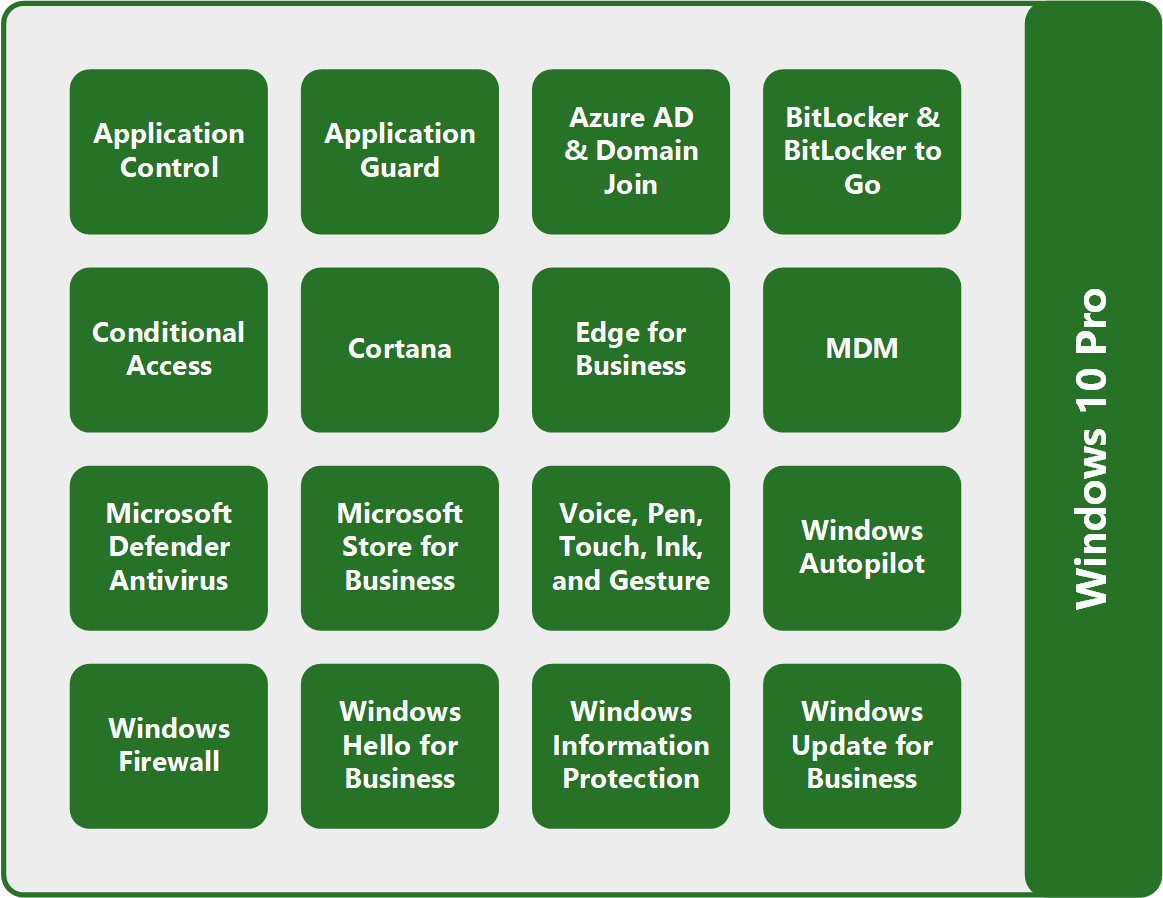 Application
Control
Application
Guard
Azure AD
& Domain
Join
BitLocker &
BitLocker to
Go
Conditional
Access
Cortana
Edge for
Business
MDM
Microsoft
Defender
Antivirus
Microsoft
Store for
Business
Voice, Pen,
Touch, Ink,
and Gesture
Windows
Autopilot
Windows
Firewall
Windows
Hello for
Business
Windows
Information
Protection
Windows
Update for
Business
Windows 10 Pro